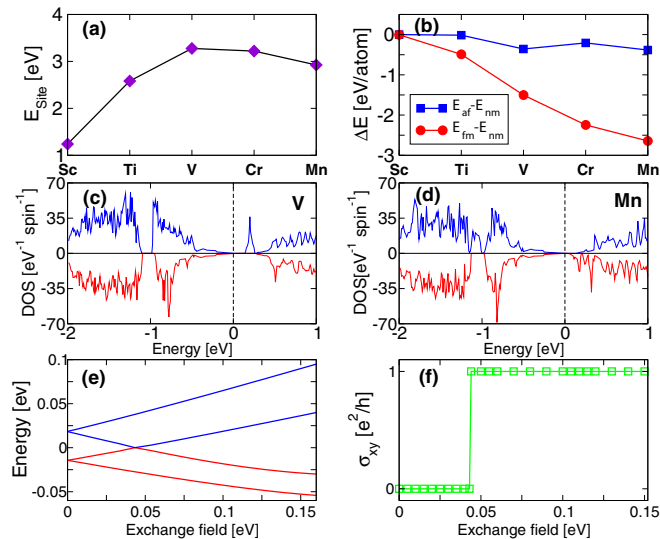 (a)
E_Site [eV]
5
3
1
Sc Ti V Cr Mn
(b)
ΔE [eV/atom]
0
-1
-2
-3
E_af-E_nm
E_fm-E_nm
Sc Ti V Cr Mn
(c)
V
DOS [eV⁻¹ spin⁻¹]
70
35
0
-35
-70
-2 -1 0 1
Energy [eV]
(d)
Mn
DOS[eV⁻¹ spin⁻¹]
70
35
0
-35
-70
-2 -1 0 1
Energy [eV]
(e)
Energy [ev]
0.1
0.05
0
-0.05
0 0.05 0.1 0.15
Exchange field [eV]
(f)
σ_xy [e²/h]
1
0
0 0.05 0.1 0.15
Exchange field [eV]